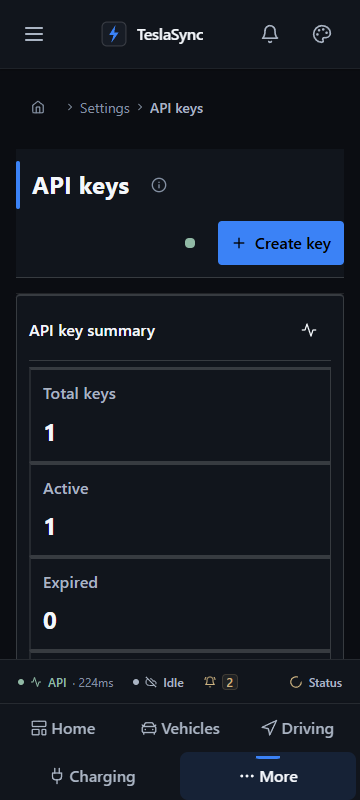 TeslaSync
Settings > API keys
API keys
+ Create key
API key summary
Total keys
1
Active
1
Expired
0
API · 224ms Idle 2 Status
Home Vehicles Driving
Charging More